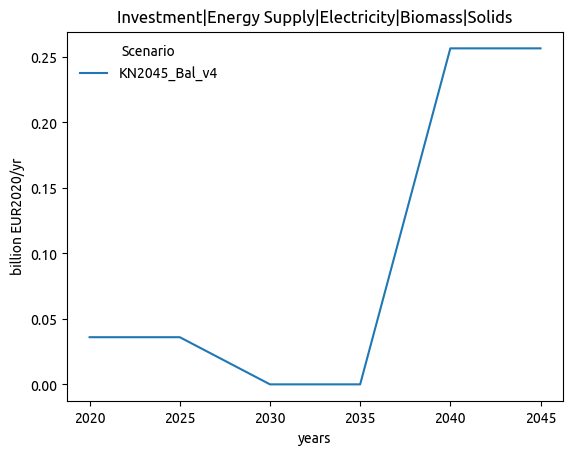 Investment|Energy Supply|Electricity|Biomass|Solids
Scenario
KN2045_Bal_v4
billion EUR2020/yr
0.25
0.20
0.15
0.10
0.05
0.00
2020 2025 2030 2035 2040 2045
years